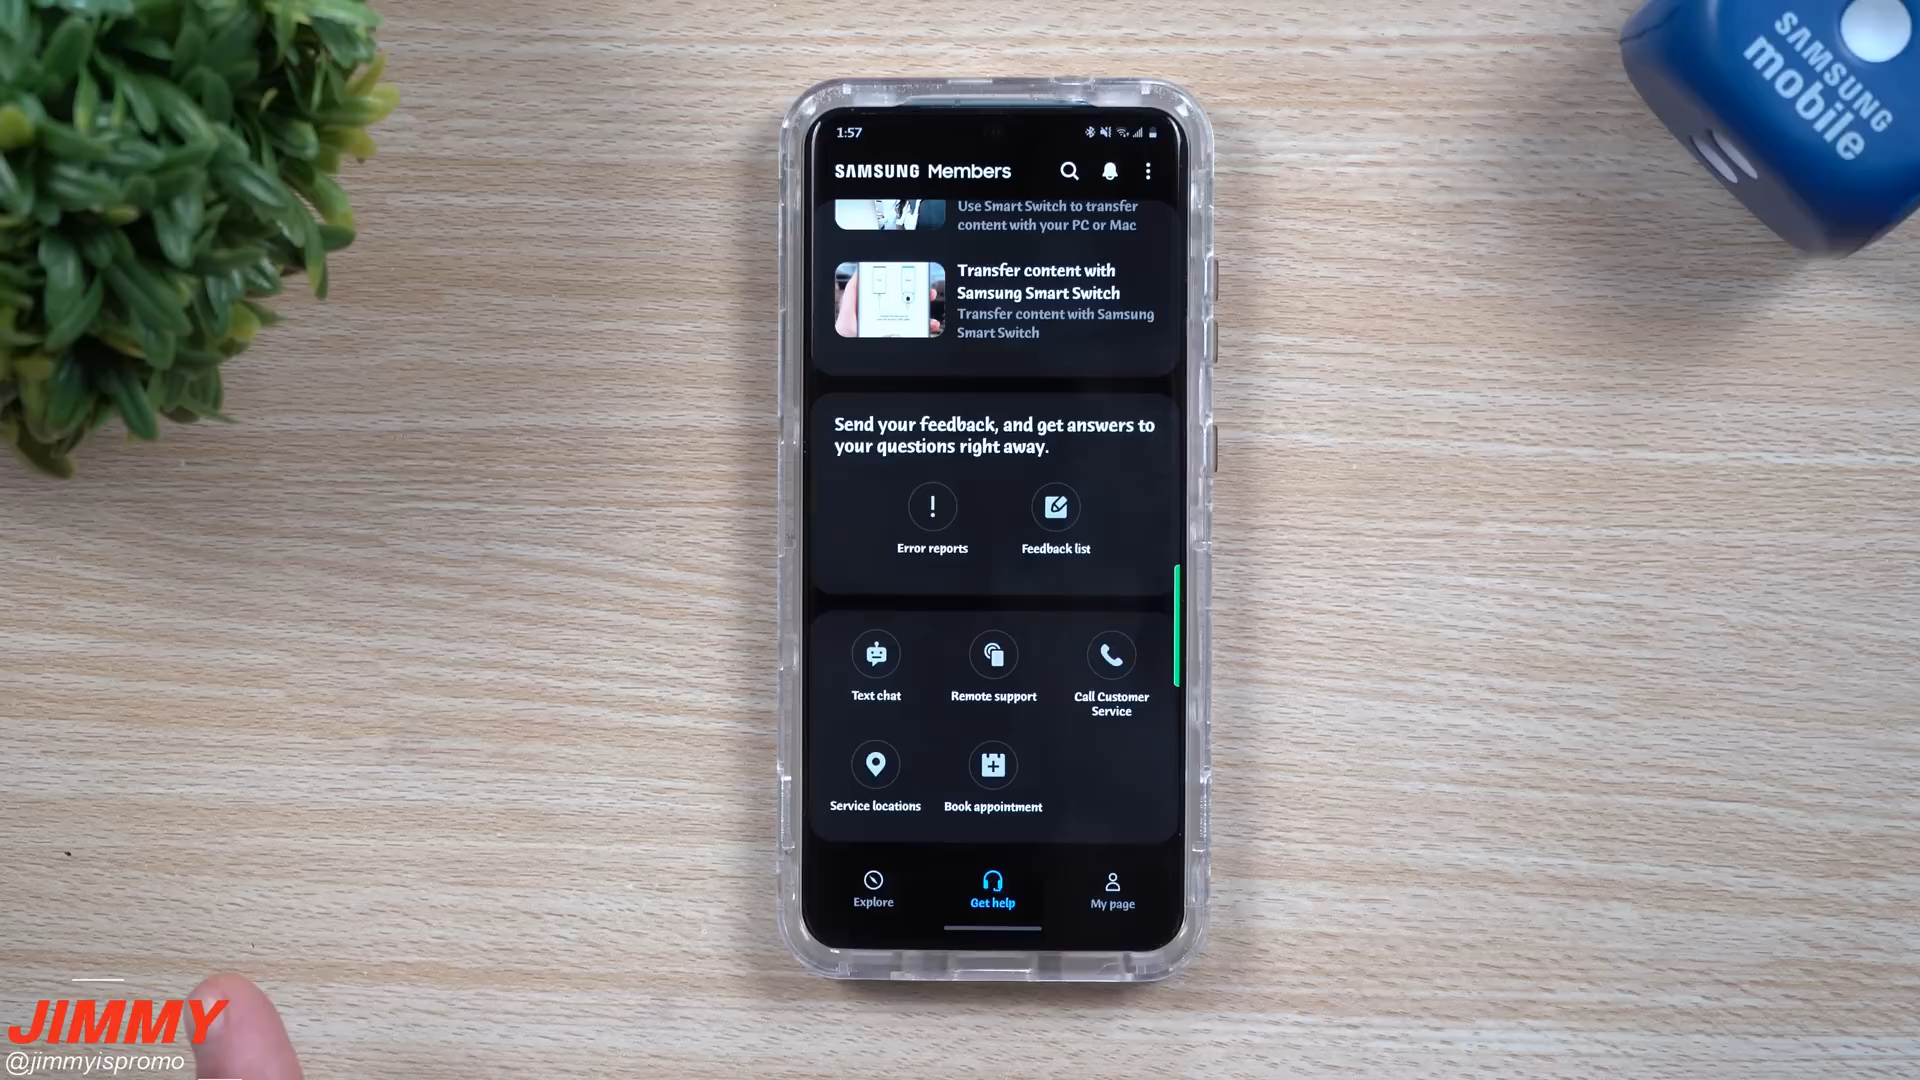 SAMSUNG
mobile
1:57
SAMSUNG Members
Use Smart Switch to transfer
content with your PC or Mac
Transfer content with
Samsung Smart Switch
Transfer content with Samsung
Smart Switch
Send your feedback, and get answers to
your questions right away.
Error reports
Feedback list
Text chat
Remote support
Call Customer
Service
Service locations
Book appointment
Explore
Get help
My page
JIMMY
@jimmyispromo